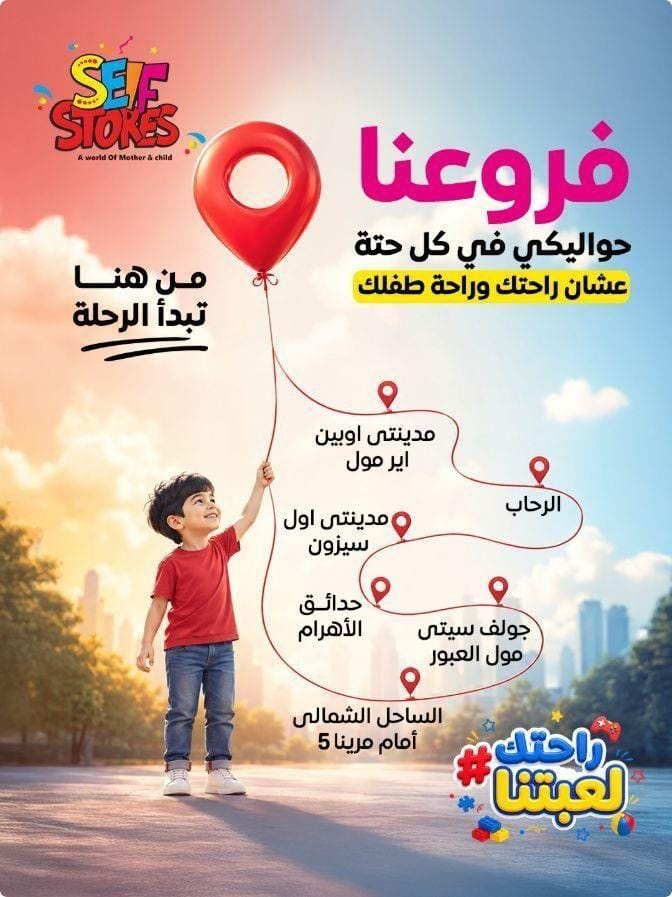 SEIF
STORES
A world Of Mother & child
فروعنا
حواليكي في كل حتة
عشان راحتك وراحة طفلك
من هنـــا
تبدأ الرحلة
مدينتى اوبين
اير مول
الرحاب
مدينتى اول
سيزون
حدائــق
الأهرام
جولف سيتى
مول العبور
الساحل الشمالى
أمام مرينا 5
#راحتك
لعبتنا